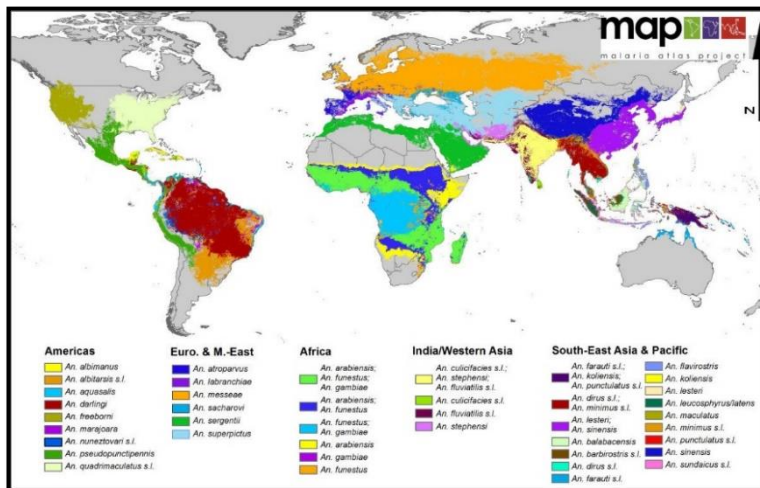 map
malaria atlas project
N
Americas
An. albimanus
An. albitarsis s.l.
An. aquasalis
An. darlingi
An. freeborni
An. marajoara
An. nuneztovari s.l.
An. pseudopunctipennis
An. quadrimaculatus s.l.
Euro. & M.-East
An. atroparvus
An. labranchiae
An. messeae
An. sacharovi
An. sergentii
An. superpictus
Africa
An. arabiensis;
An. funestus;
An. gambiae
An. arabiensis;
An. funestus
An. funestus;
An. gambiae
An. arabiensis
An. gambiae
An. funestus
India/Western Asia
An. culicifacies s.l.;
An. stephensi;
An. fluviatilis s.l.
An. culicifacies s.l.
An. fluviatilis s.l.
An. stephensi
South-East Asia & Pacific
An. farauti s.l.;
An. koliensis;
An. punctulatus s.l.
An. dirus s.l.;
An. minimus s.l.
An. lesteri;
An. sinensis
An. balabacensis
An. barbirostris s.l.
An. dirus s.l.
An. farauti s.l.
An. flavirostris
An. koliensis
An. lesteri
An. leucosphyrus/latens
An. maculatus
An. minimus s.l.
An. punctulatus s.l.
An. sinensis
An. sundaicus s.l.